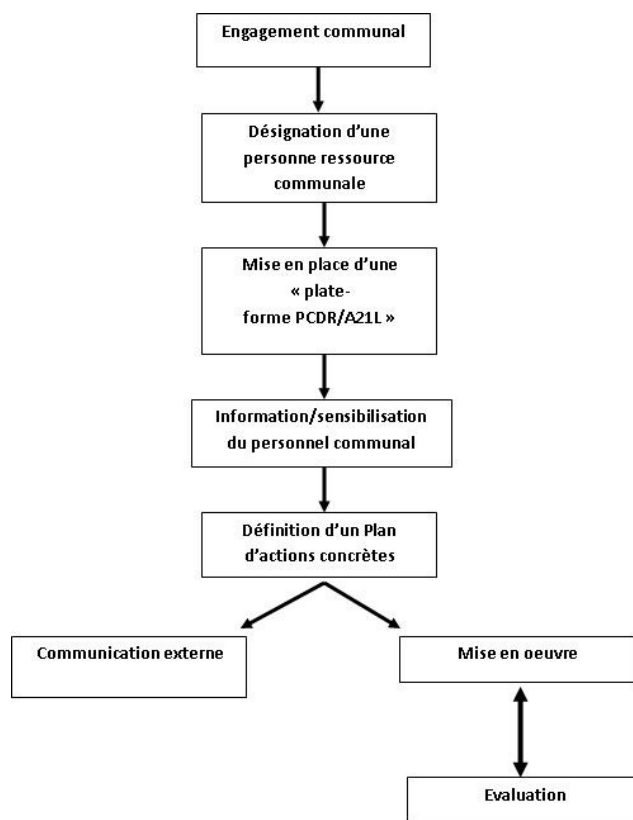 Engagement communal
Désignation d’une
personne ressource
communale
Mise en place d’une
« plate-
forme PCDR/A21L »
Information/sensibilisation
du personnel communal
Définition d’un Plan
d’actions concrètes
Communication externe
Mise en oeuvre
Evaluation